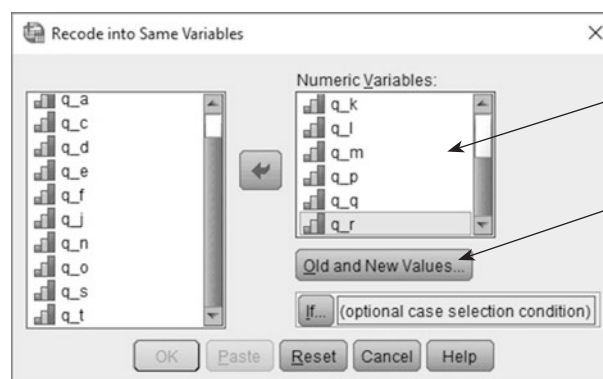 Recode into Same Variables
Numeric Variables:
q_a
q_c
q_d
q_e
q_f
q_j
q_n
q_o
q_s
q_t
q_k
q_l
q_m
q_p
q_q
q_r
Old and New Values...
If... (optional case selection condition)
OK Paste Reset Cancel Help